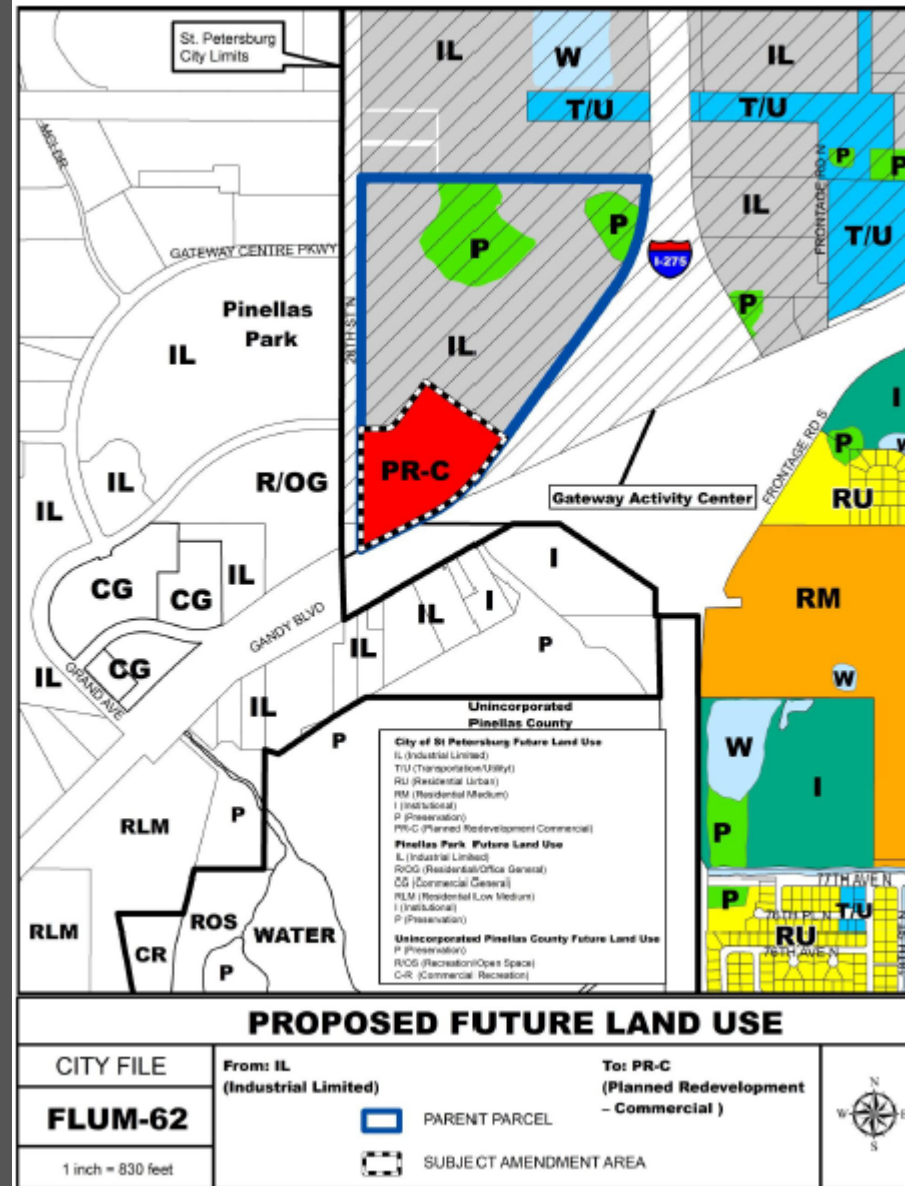 St. Petersburg
City Limits
IL
W
IL
T/U
T/U
MCI DR
P
P
FRONTAGE RD N
IL
T/U
P
P
GATEWAY CENTRE PKWY
I-275
28TH ST N
Pinellas
Park
P
IL
IL
I
FRONTAGE RD S
P
W
PR-C
IL
R/OG
IL
Gateway Activity Center
RU
CG
CG
IL
I
RM
GANDY BLVD
IL
I
P
IL
GRAND AVE
CG
IL
W
IL
Unincorporated
Pinellas County
P
W
I
City of St Petersburg Future Land Use
IL (Industrial Limited)
T/U (Transportation/Utility)
RU (Residential Urban)
RM (Residential Medium)
I (Institutional)
P (Preservation)
PR-C (Planned Redevelopment Commercial)
Pinellas Park Future Land Use
IL (Industrial Limited)
R/OG (Residential/Office General)
CG (Commercial General)
RLM (Residential Low Medium)
I (Institutional)
P (Preservation)
Unincorporated Pinellas County Future Land Use
P (Preservation)
R/OS (Recreation/Open Space)
C-R (Commercial Recreation)
RLM
P
P
77TH AVE N
P
76TH PL N
T/U
RU
76TH AVE N
RLM
ROS
WATER
CR
P
PROPOSED FUTURE LAND USE
CITY FILE
FLUM-62
1 inch = 830 feet
From: IL
(Industrial Limited)
To: PR-C
(Planned Redevelopment
– Commercial )
PARENT PARCEL
SUBJECT AMENDMENT AREA
N
W
E
S